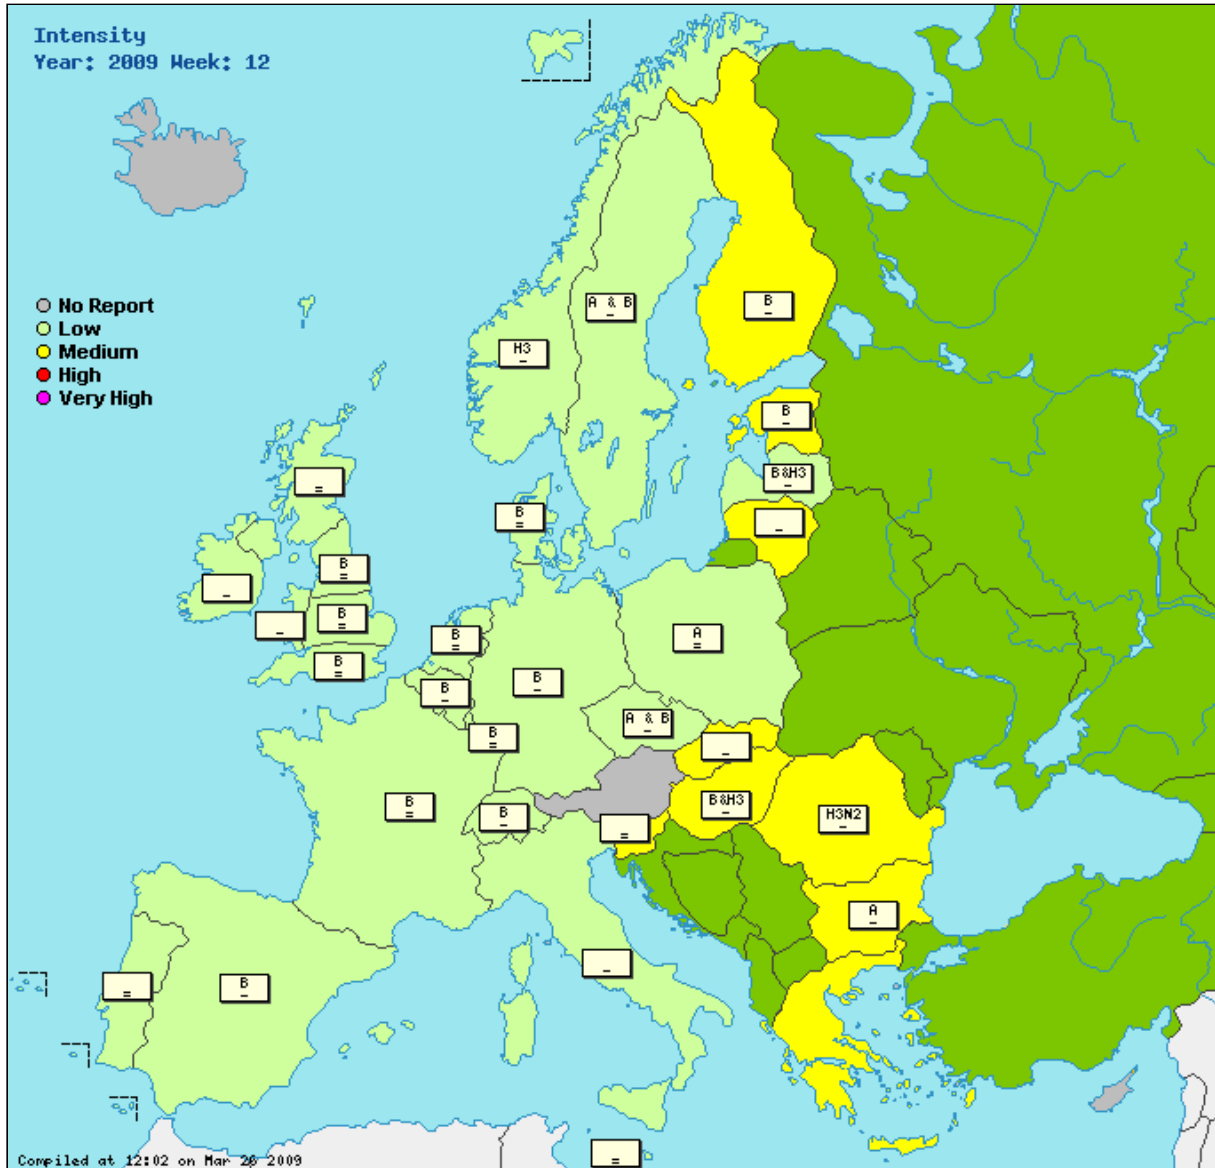 Intensity
Year: 2009 Week: 12
No Report
Low
Medium
High
Very High
A & B
-
B
-
H3
-
B
-
B&H3
-
=
B
=
-
B
=
-
-
B
=
B
=
A
=
B
=
B
-
B
-
A & B
-
B
=
-
B
=
B
-
B&H3
-
H3N2
-
=
A
-
-
=
B
-
=
Compiled at 12:02 on Mar 26 2009